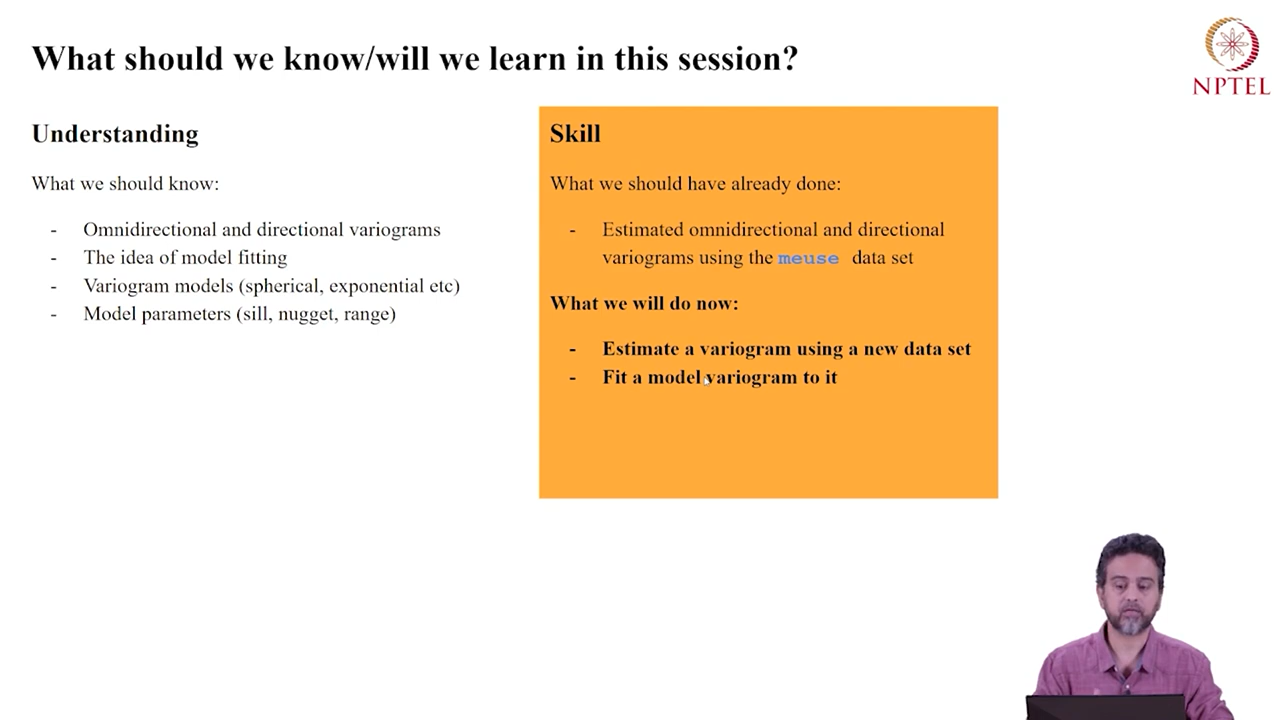 What should we know/will we learn in this session?
NPTEL
Understanding
What we should know:
- Omnidirectional and directional variograms
- The idea of model fitting
- Variogram models (spherical, exponential etc)
- Model parameters (sill, nugget, range)
Skill
What we should have already done:
- Estimated omnidirectional and directional
variograms using the meuse data set
What we will do now:
- Estimate a variogram using a new data set
- Fit a model variogram to it